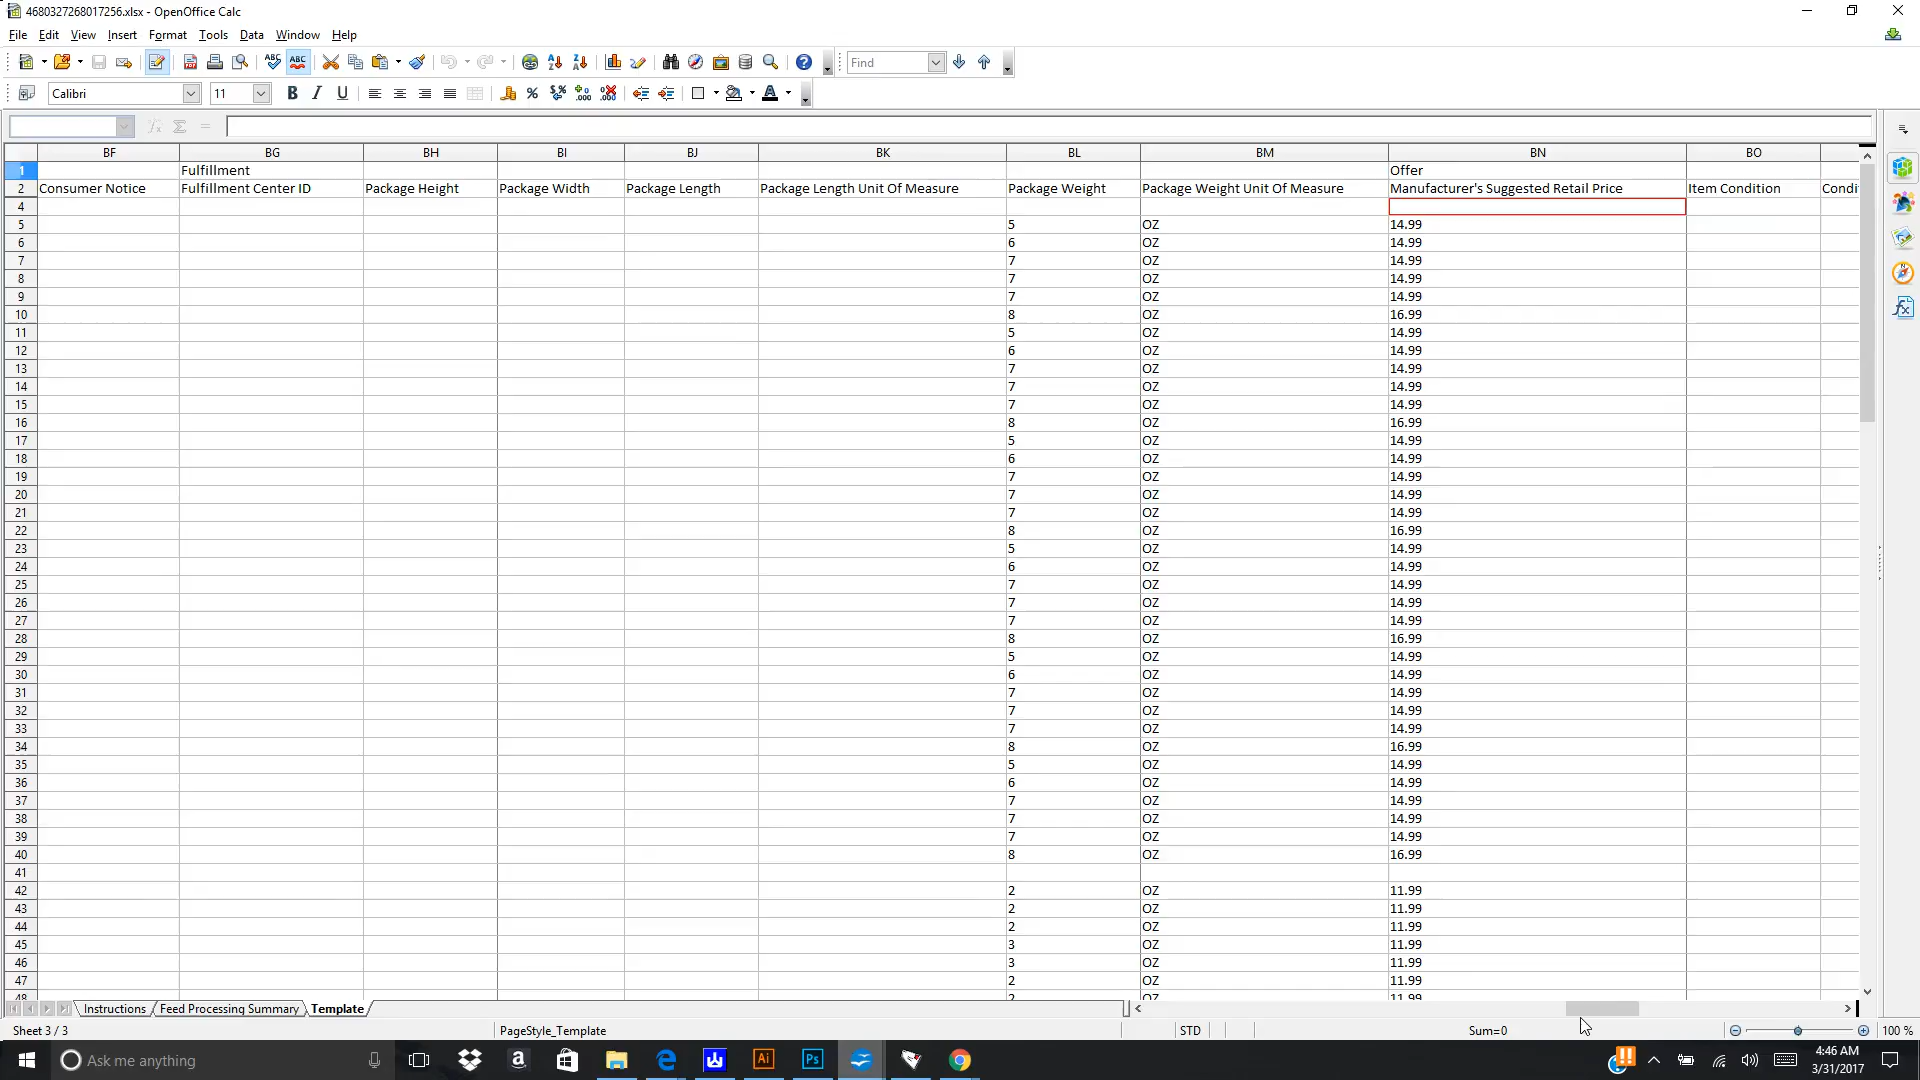 4680327268017256.xlsx - OpenOffice Calc
File Edit View Insert Format Tools Data Window Help
Find
Calibri 11
BF BG BH BI BJ BK BL BM BN BO
1 Fulfillment Offer
2 Consumer Notice Fulfillment Center ID Package Height Package Width Package Length Package Length Unit Of Measure Package Weight Package Weight Unit Of Measure Manufacturer's Suggested Retail Price Item Condition Condi
4
5 5 OZ 14.99
6 6 OZ 14.99
7 7 OZ 14.99
8 7 OZ 14.99
9 7 OZ 14.99
10 8 OZ 16.99
11 5 OZ 14.99
12 6 OZ 14.99
13 7 OZ 14.99
14 7 OZ 14.99
15 7 OZ 14.99
16 8 OZ 16.99
17 5 OZ 14.99
18 6 OZ 14.99
19 7 OZ 14.99
20 7 OZ 14.99
21 7 OZ 14.99
22 8 OZ 16.99
23 5 OZ 14.99
24 6 OZ 14.99
25 7 OZ 14.99
26 7 OZ 14.99
27 7 OZ 14.99
28 8 OZ 16.99
29 5 OZ 14.99
30 6 OZ 14.99
31 7 OZ 14.99
32 7 OZ 14.99
33 7 OZ 14.99
34 8 OZ 16.99
35 5 OZ 14.99
36 6 OZ 14.99
37 7 OZ 14.99
38 7 OZ 14.99
39 7 OZ 14.99
40 8 OZ 16.99
41
42 2 OZ 11.99
43 2 OZ 11.99
44 2 OZ 11.99
45 3 OZ 11.99
46 3 OZ 11.99
47 2 OZ 11.99
48 2 OZ 11.99
Instructions Feed Processing Summary Template
Sheet 3 / 3 PageStyle_Template STD Sum=0 100 %
Ask me anything
4:46 AM
3/31/2017